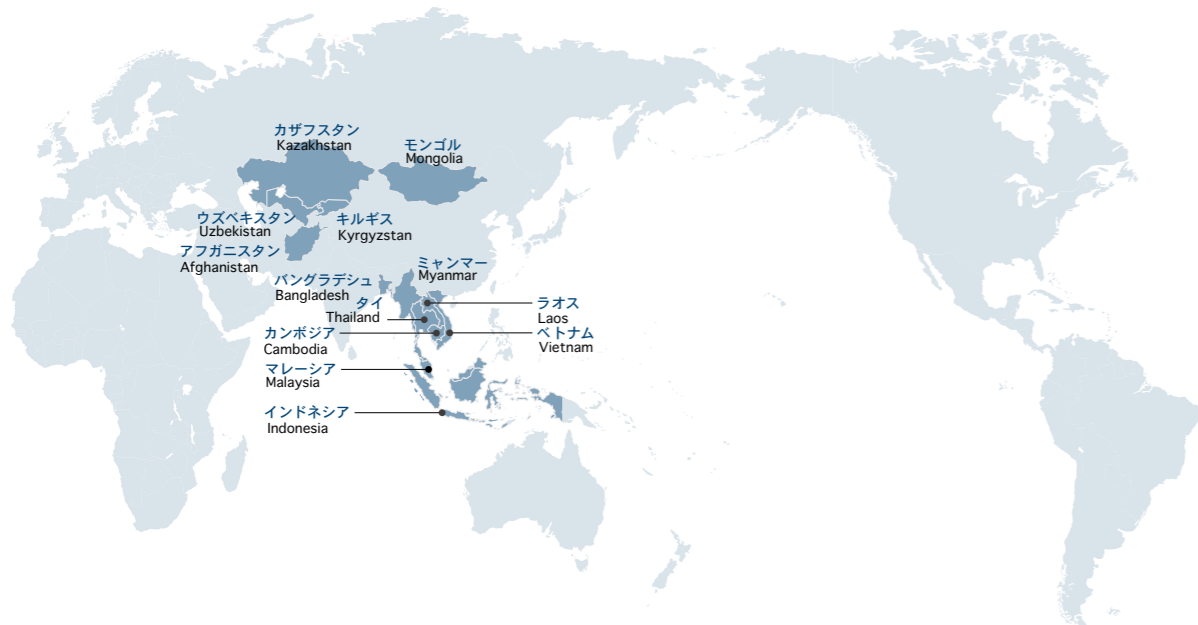 カザフスタン
Kazakhstan
モンゴル
Mongolia
ウズベキスタン
Uzbekistan
キルギス
Kyrgyzstan
アフガニスタン
Afghanistan
ミャンマー
Myanmar
バングラデシュ
Bangladesh
タイ
Thailand
ラオス
Laos
カンボジア
Cambodia
ベトナム
Vietnam
マレーシア
Malaysia
インドネシア
Indonesia